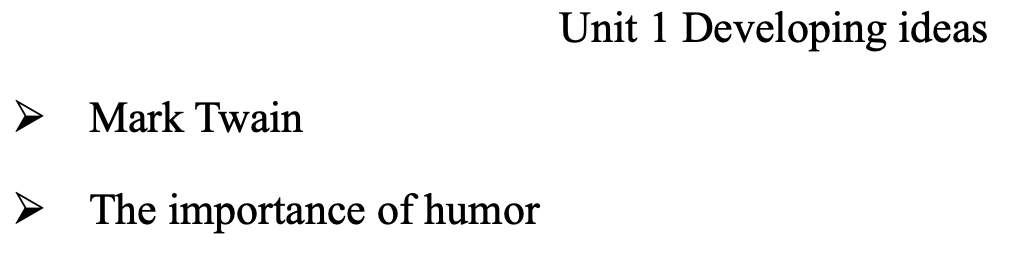 Unit 1 Developing ideas
➢ Mark Twain
➢ The importance of humor